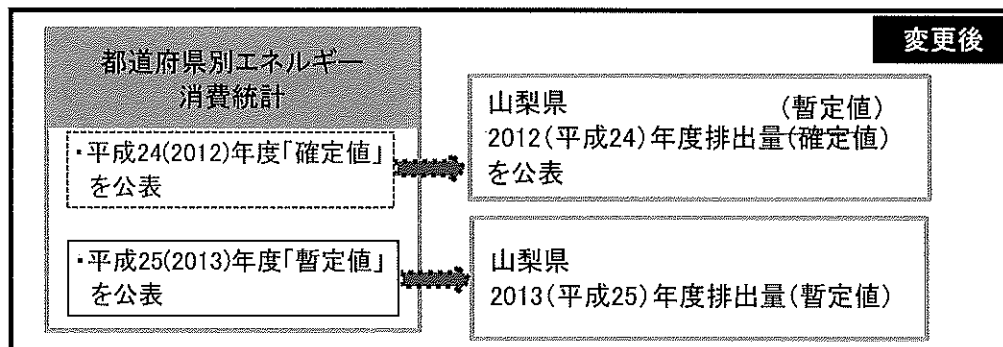 変更後
都道府県別エネルギー
消費統計
・平成24(2012)年度「確定値」
を公表
山梨県
(暫定値)
2012(平成24)年度排出量(確定値)
を公表
・平成25(2013)年度「暫定値」
を公表
山梨県
2013(平成25)年度排出量(暫定値)